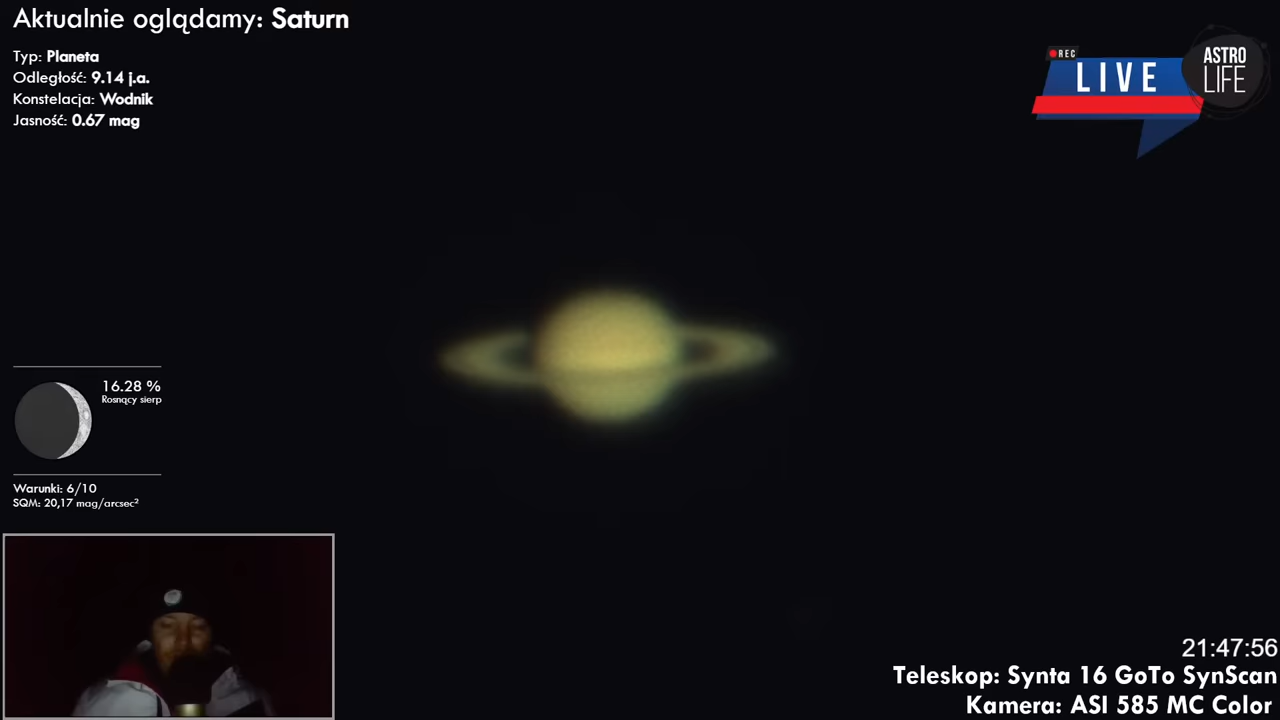 Aktualnie oglądamy: Saturn
Typ: Planeta
Odległość: 9.14 j.a.
Konstelacja: Wodnik
Jasność: 0.67 mag
REC
LIVE
ASTRO
LIFE
16.28 %
Rosnący sierp
Warunki: 6/10
SQM: 20,17 mag/arcsec²
21:47:56
Teleskop: Synta 16 GoTo SynScan
Kamera: ASI 585 MC Color